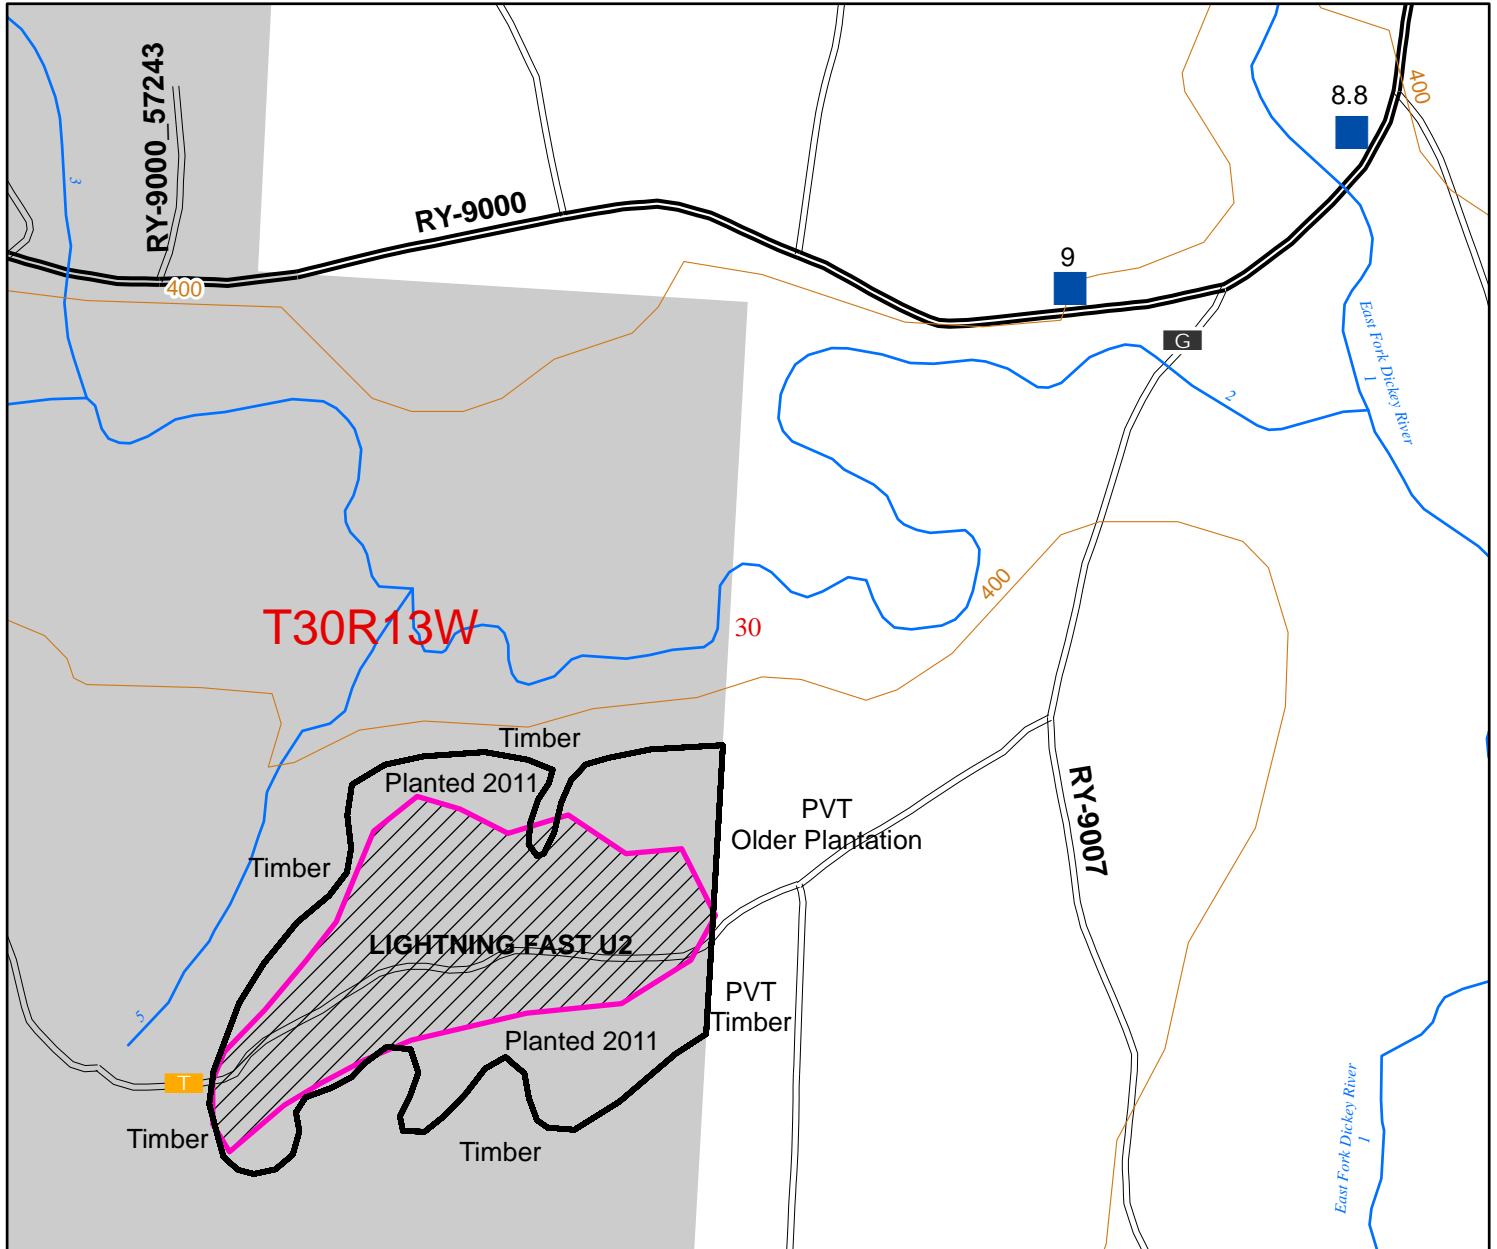 RY-9000_57243
400
8.8
3
RY-9000
9
400
G
East Fork Dickey River
1
2
400
T30R13W
30
Timber
Planted 2011
PVT
Older Plantation
RY-9007
Timber
LIGHTNING FAST U2
PVT
Timber
5
Planted 2011
T
East Fork Dickey River
1
Timber
Timber